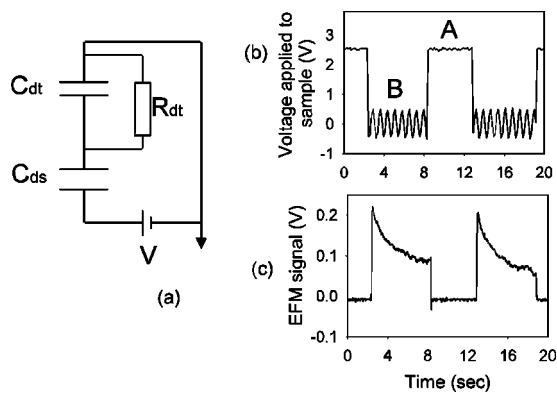 Cdt
Rdt
Cds
V
(a)
(b)
Voltage applied to
sample (V)
3
2
1
0
-1
A
B
0 4 8 12 16 20
(c)
EFM signal (V)
0.2
0.1
0.0
-0.1
0 4 8 12 16 20
Time (sec)